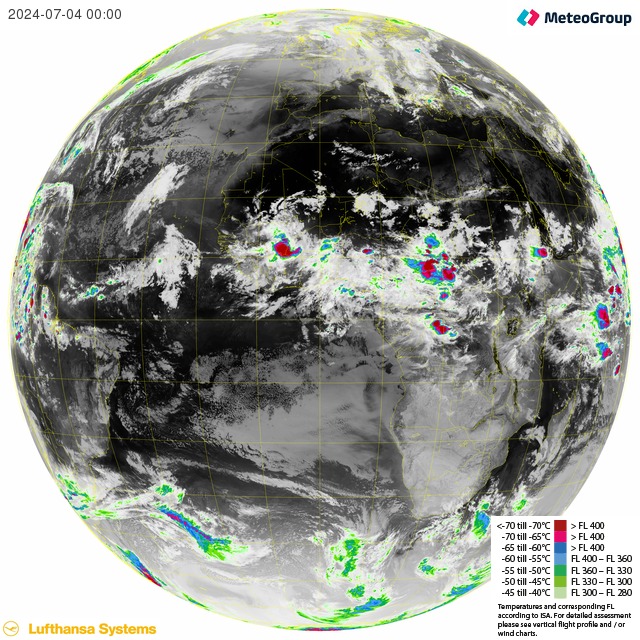 2024-07-04 00:00
MeteoGroup
<-70 till -70°C > FL 400
-70 till -65°C > FL 400
-65 till -60°C > FL 400
-60 till -55°C FL 400 – FL 360
-55 till -50°C FL 360 – FL 330
-50 till -45°C FL 330 – FL 300
-45 till -40°C FL 300 – FL 280
Temperatures and corresponding FL
according to ISA. For detailed assessment
please see vertical flight profile and / or
wind charts.
Lufthansa Systems